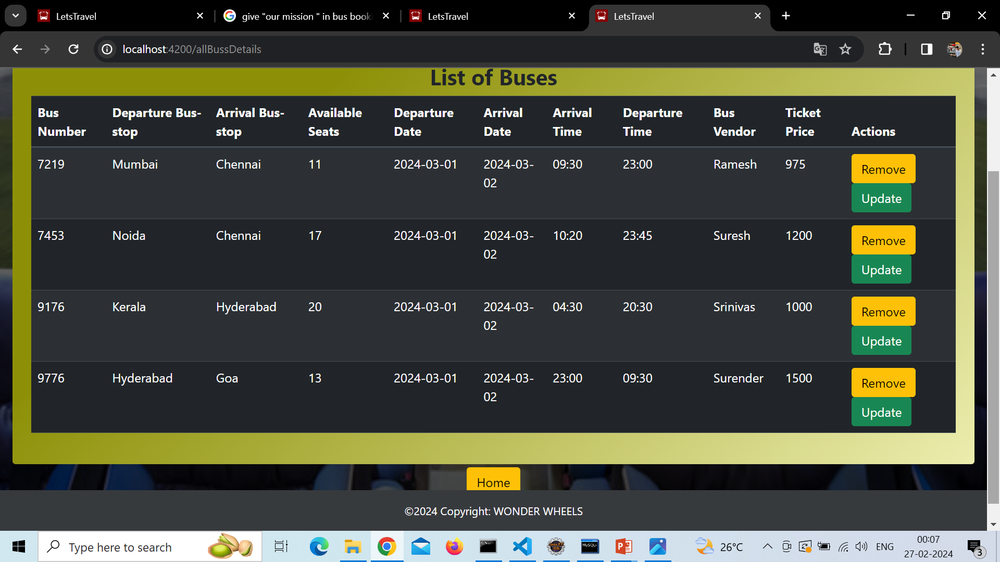 LetsTravel
give "our mission " in bus booki
LetsTravel
LetsTravel
localhost:4200/allBussDetails
List of Buses
Bus Number Departure Bus-stop Arrival Bus-stop Available Seats Departure Date Arrival Date Arrival Time Departure Time Bus Vendor Ticket Price Actions
7219 Mumbai Chennai 11 2024-03-01 2024-03-02 09:30 23:00 Ramesh 975 Remove
Update
7453 Noida Chennai 17 2024-03-01 2024-03-02 10:20 23:45 Suresh 1200 Remove
Update
9176 Kerala Hyderabad 20 2024-03-01 2024-03-02 04:30 20:30 Srinivas 1000 Remove
Update
9776 Hyderabad Goa 13 2024-03-01 2024-03-02 23:00 09:30 Surender 1500 Remove
Update
Home
©2024 Copyright: WONDER WHEELS
Type here to search
26°C
ENG
00:07
27-02-2024
3